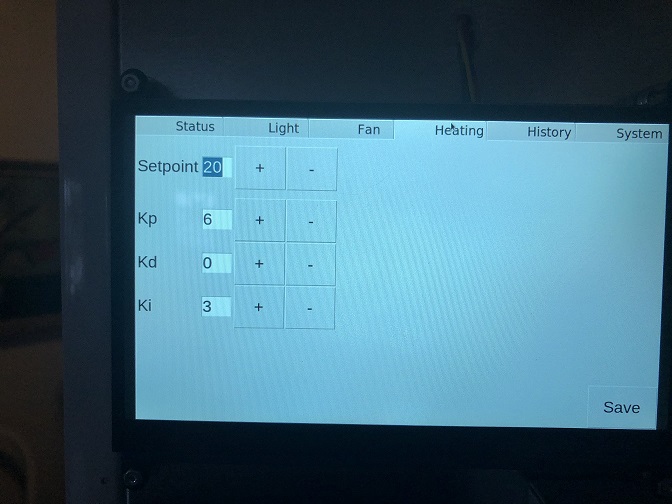 Status Light Fan Heating History System
Setpoint 20 + -
Kp 6 + -
Kd 0 + -
Ki 3 + -
Save